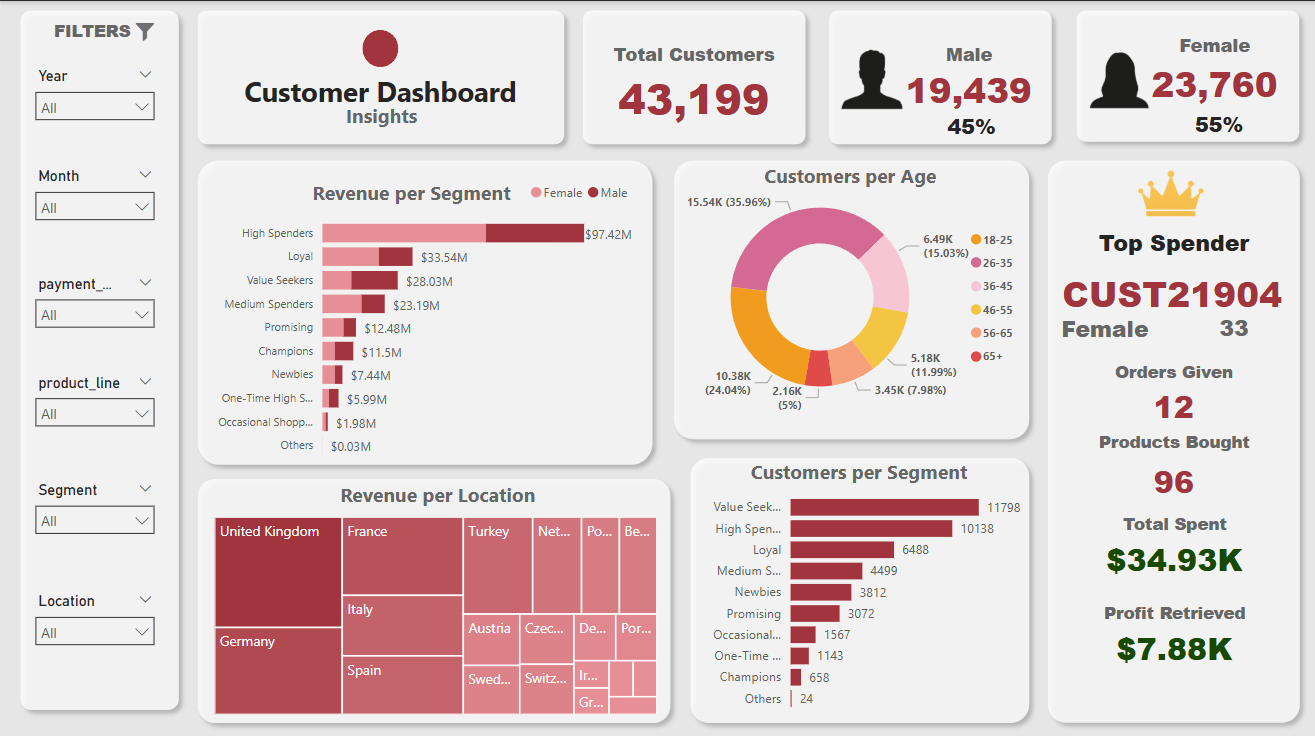 FILTERS
Year
All
Month
All
payment_...
All
product_line
All
Segment
All
Location
All
Customer Dashboard
Insights
Total Customers
43,199
Male
19,439
45%
Female
23,760
55%
Revenue per Segment
Female Male
High Spenders $97.42M
Loyal $33.54M
Value Seekers $28.03M
Medium Spenders $23.19M
Promising $12.48M
Champions $11.5M
Newbies $7.44M
One-Time High S... $5.99M
Occasional Shopp... $1.98M
Others $0.03M
Customers per Age
15.54K (35.96%)
6.49K
(15.03%)
5.18K
(11.99%)
3.45K (7.98%)
2.16K
(5%)
10.38K
(24.04%)
18-25
26-35
36-45
46-55
56-65
65+
Revenue per Location
United Kingdom
Germany
France
Italy
Spain
Turkey
Net...
Po...
Be...
Austria
Czec...
De...
Por...
Swed...
Switz...
Ir...
Gr...
Customers per Segment
Value Seek... 11798
High Spen... 10138
Loyal 6488
Medium S... 4499
Newbies 3812
Promising 3072
Occasional... 1567
One-Time ... 1143
Champions 658
Others 24
Top Spender
CUST21904
Female 33
Orders Given
12
Products Bought
96
Total Spent
$34.93K
Profit Retrieved
$7.88K